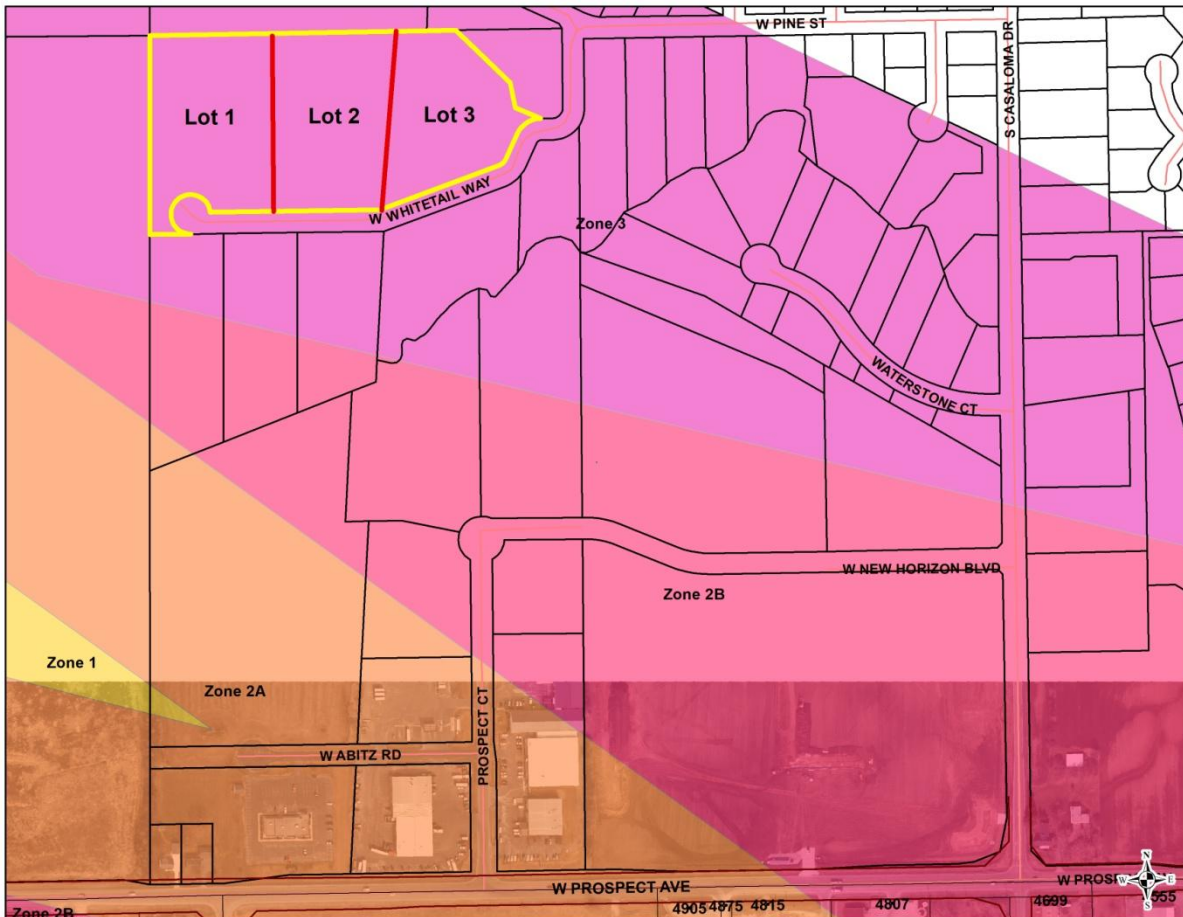 W PINE ST
S CASALOMA DR
Lot 1
Lot 2
Lot 3
W WHITETAIL WAY
Zone 3
WATERSTONE CT
W NEW HORIZON BLVD
Zone 2B
Zone 1
Zone 2A
PROSPECT CT
W ABITZ RD
N
W E
S
W PROSPECT AVE
W PROSP
4905 4875 4815
4807
4699
555
Zone 2B